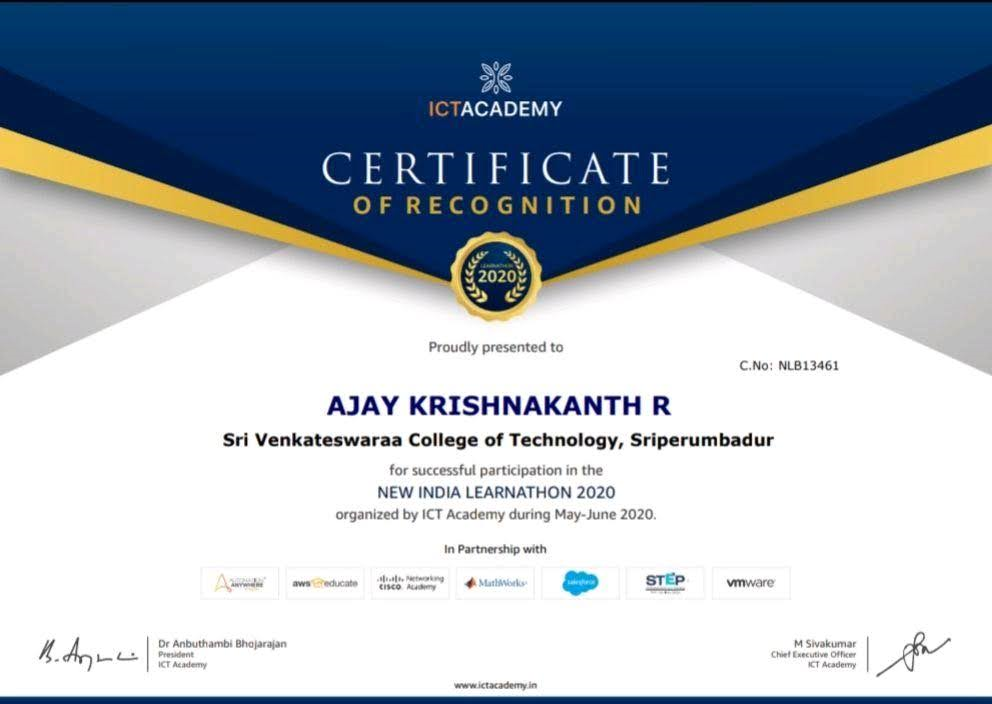 ICTACADEMY
CERTIFICATE
OF RECOGNITION
LEARNATHON
2020
Proudly presented to
C.No: NLB13461
AJAY KRISHNAKANTH R
Sri Venkateswaraa College of Technology, Sriperumbadur
for successful participation in the
NEW INDIA LEARNATHON 2020
organized by ICT Academy during May-June 2020.
In Partnership with
AUTOMATION ANYWHERE
aws educate
cisco Networking Academy
MathWorks
salesforce
STEP
vmware
Dr Anbuthambi Bhojarajan
President
ICT Academy
M Sivakumar
Chief Executive Officer
ICT Academy
www.ictacademy.in